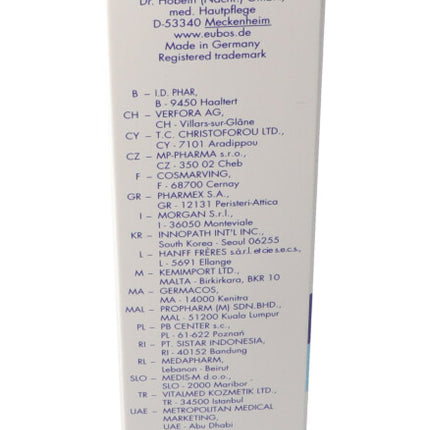 Dr. Hobein (Nachf.) GmbH,
med. Hautpflege
D-53340 Meckenheim
www.eubos.de
Made in Germany
Registered trademark
B – I.D. PHAR,
B - 9450 Haaltert
CH – VERFORA AG,
CH - Villars-sur-Glâne
CY – T.C. CHRISTOFOROU LTD.,
CY - 7101 Aradippou
CZ – MP-PHARMA s.r.o.,
CZ - 350 02 Cheb
F – COSMARVING,
F - 68700 Cernay
GR – PHARMEX S.A.,
GR - 12131 Peristeri-Attica
I – MORGAN S.r.l.,
I - 36050 Monteviale
KR – INNOPATH INT'L INC.,
South Korea - Seoul 06255
L – HANFF FRÈRES s.à.r.l. et cie s.e.c.s.,
L - 5691 Ellange
M – KEMIMPORT LTD.,
MALTA - Birkirkara, BKR 10
MA – GERMACOS,
MA - 14000 Kenitra
MAL – PROPHARM (M) SDN.BHD.,
MAL - 51200 Kuala Lumpur
PL – PB CENTER s.c.,
PL - 61-622 Poznań
RI – PT. SISTAR INDONESIA,
RI - 40152 Bandung
RL – MEDAPHARM,
Lebanon - Beirut
SLO – MEDIS-M d.o.o.,
SLO - 2000 Maribor
TR – VITALMED KOZMETIK LTD.,
TR - 34500 Istanbul
UAE – METROPOLITAN MEDICAL
MARKETING,
UAE - Abu Dhabi